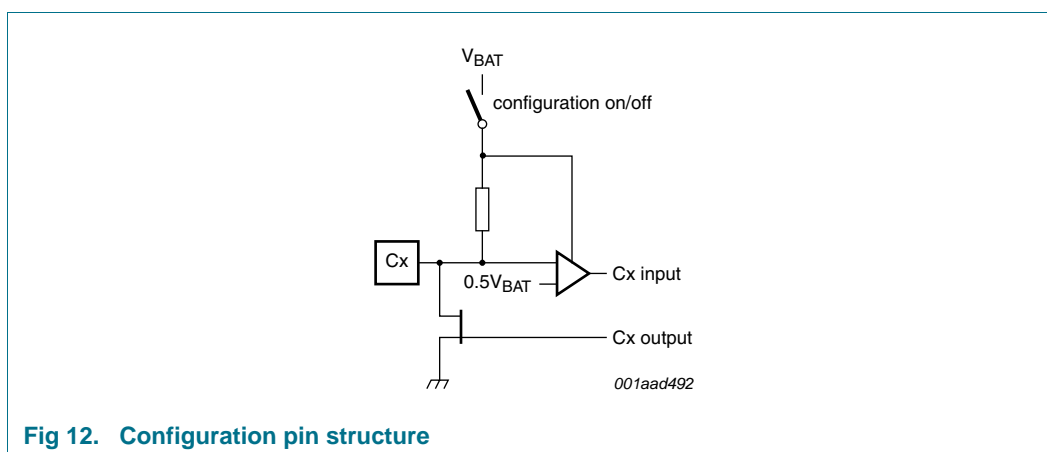 VBAT
configuration on/off
Cx
0.5VBAT
Cx input
Cx output
001aad492
Fig 12. Configuration pin structure